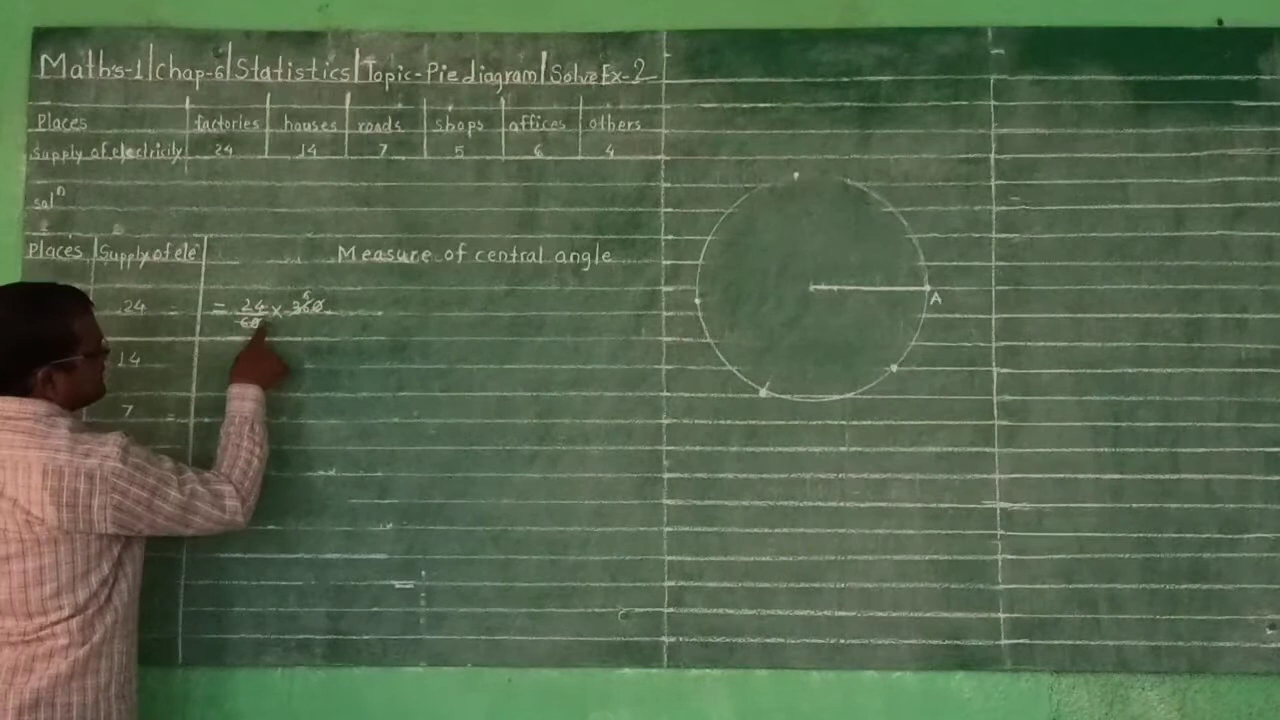 Maths-1|Chap-6|Statistics|Topic-Pie diagram|Solve Ex-2
Places factories houses roads shops offices others
Supply of electricity 24 14 7 5 6 4
solⁿ
Places Supply of ele Measure of central angle
24 = = 24/60 × 360 6
14
7 =
A